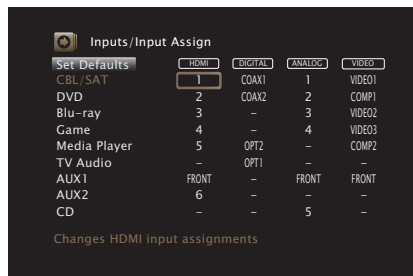 Inputs/Input Assign
Set Defaults HDMI DIGITAL ANALOG VIDEO
CBL/SAT 1 COAX1 1 VIDEO1
DVD 2 COAX2 2 COMP1
Blu-ray 3 – 3 VIDEO2
Game 4 – 4 VIDEO3
Media Player 5 OPT2 – COMP2
TV Audio – OPT1 – –
AUX1 FRONT – FRONT FRONT
AUX2 6 – – –
CD – – 5 –
Changes HDMI input assignments